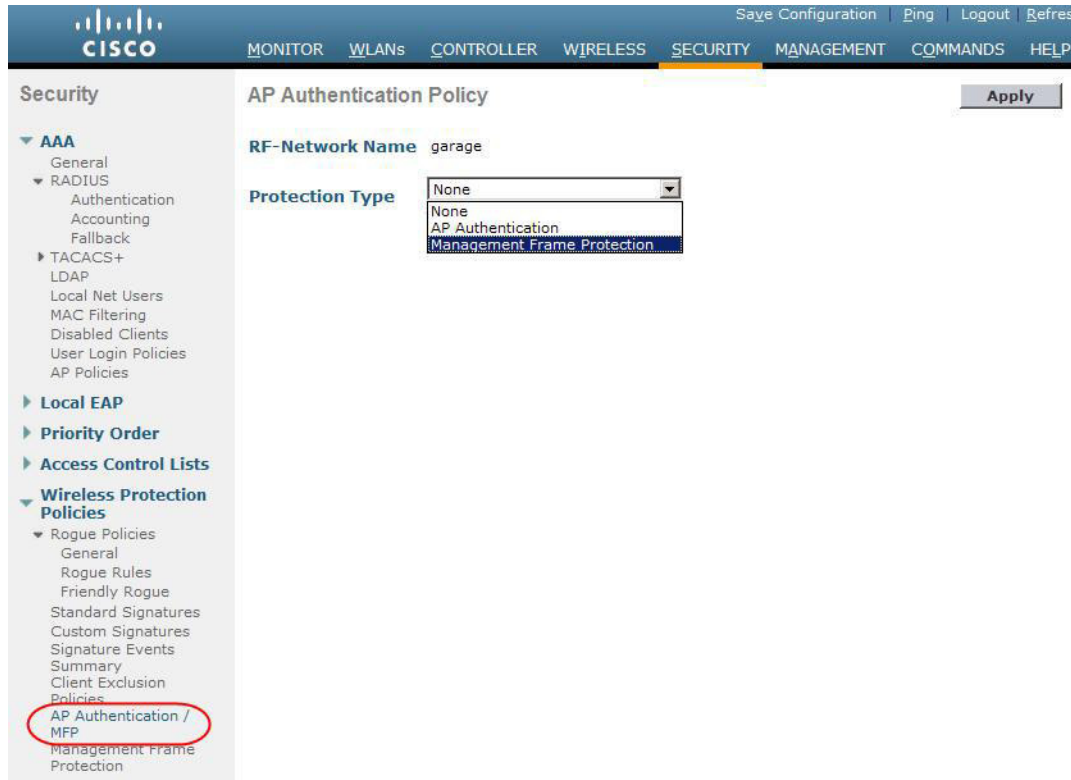 Save Configuration | Ping | Logout | Refres
CISCO
MONITOR WLANs CONTROLLER WIRELESS SECURITY MANAGEMENT COMMANDS HELP
Security
AAA
General
RADIUS
Authentication
Accounting
Fallback
TACACS+
LDAP
Local Net Users
MAC Filtering
Disabled Clients
User Login Policies
AP Policies
Local EAP
Priority Order
Access Control Lists
Wireless Protection
Policies
Rogue Policies
General
Rogue Rules
Friendly Rogue
Standard Signatures
Custom Signatures
Signature Events
Summary
Client Exclusion
Policies
AP Authentication /
MFP
Management Frame
Protection
AP Authentication Policy
Apply
RF-Network Name garage
Protection Type None
None
AP Authentication
Management Frame Protection